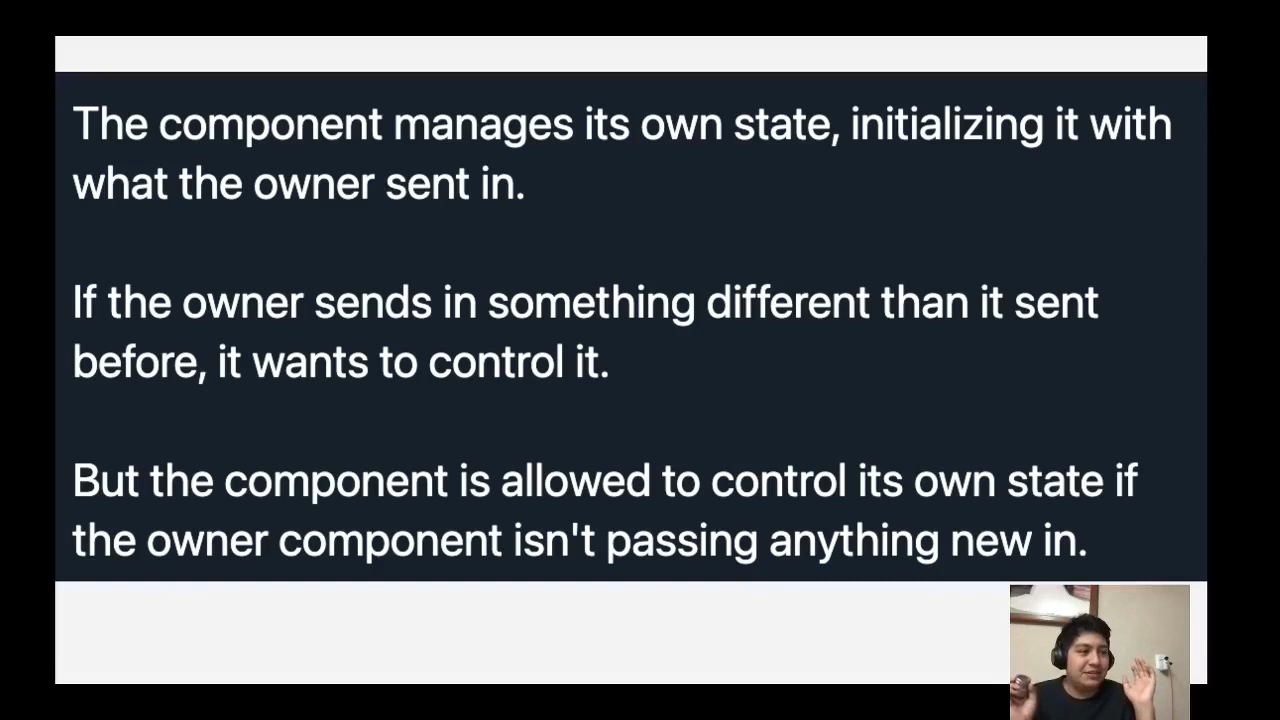 The component manages its own state, initializing it with
what the owner sent in.
If the owner sends in something different than it sent
before, it wants to control it.
But the component is allowed to control its own state if
the owner component isn't passing anything new in.